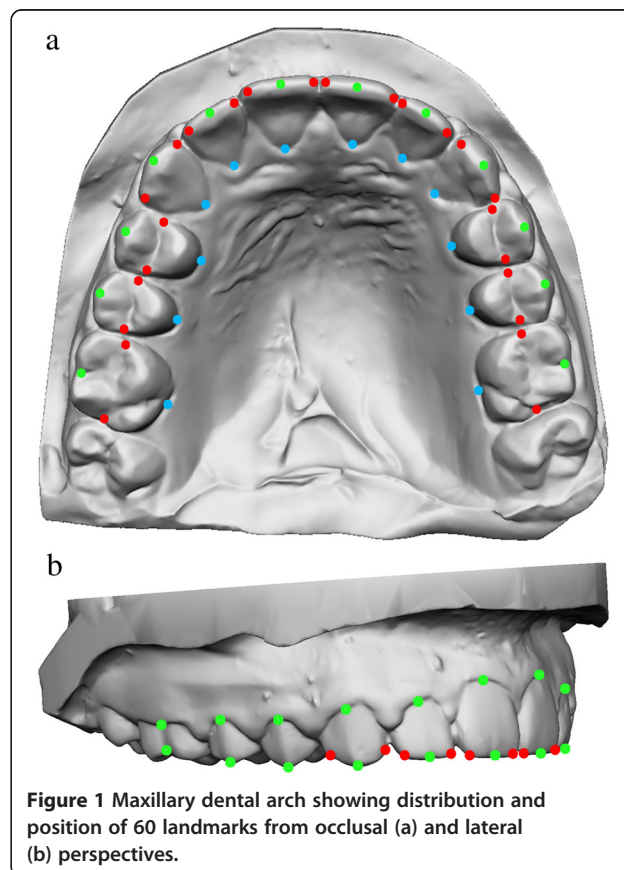 a
b
Figure 1 Maxillary dental arch showing distribution and
position of 60 landmarks from occlusal (a) and lateral
(b) perspectives.